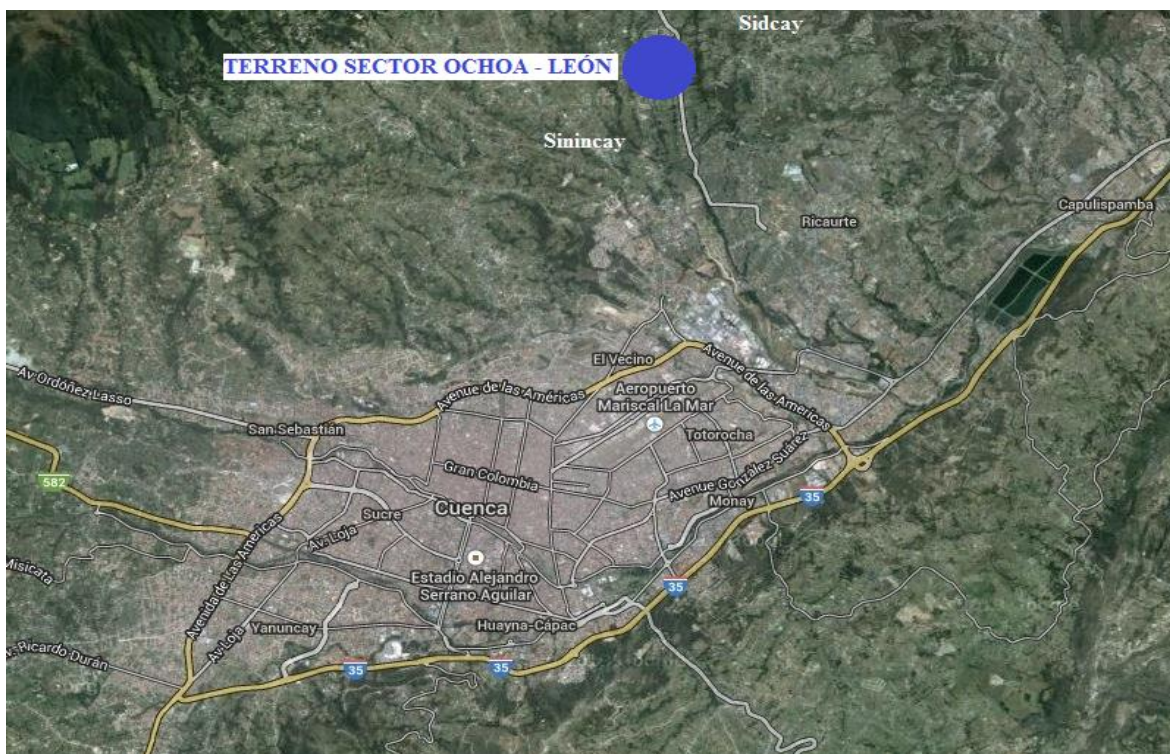 Sidcay
TERRENO SECTOR OCHOA - LEÓN
Sinincay
Capulispamba
Ricaurte
El Vecino
Avenue de las Americas
Av Ordóñez Lasso
Avenue de las Américas
Aeropuerto
Mariscal La Mar
San Sebastián
Totorocha
Gran Colombia
582
Avenue González Suárez
Monay
35
Sucre
Cuenca
Av. Loja
Avenida de Las Americas
Misicata
Estadio Alejandro
Serrano Aguilar
35
Yanuncay
Huayna-Cápac
Av. Loja
v. Ricardo Durán
35
35